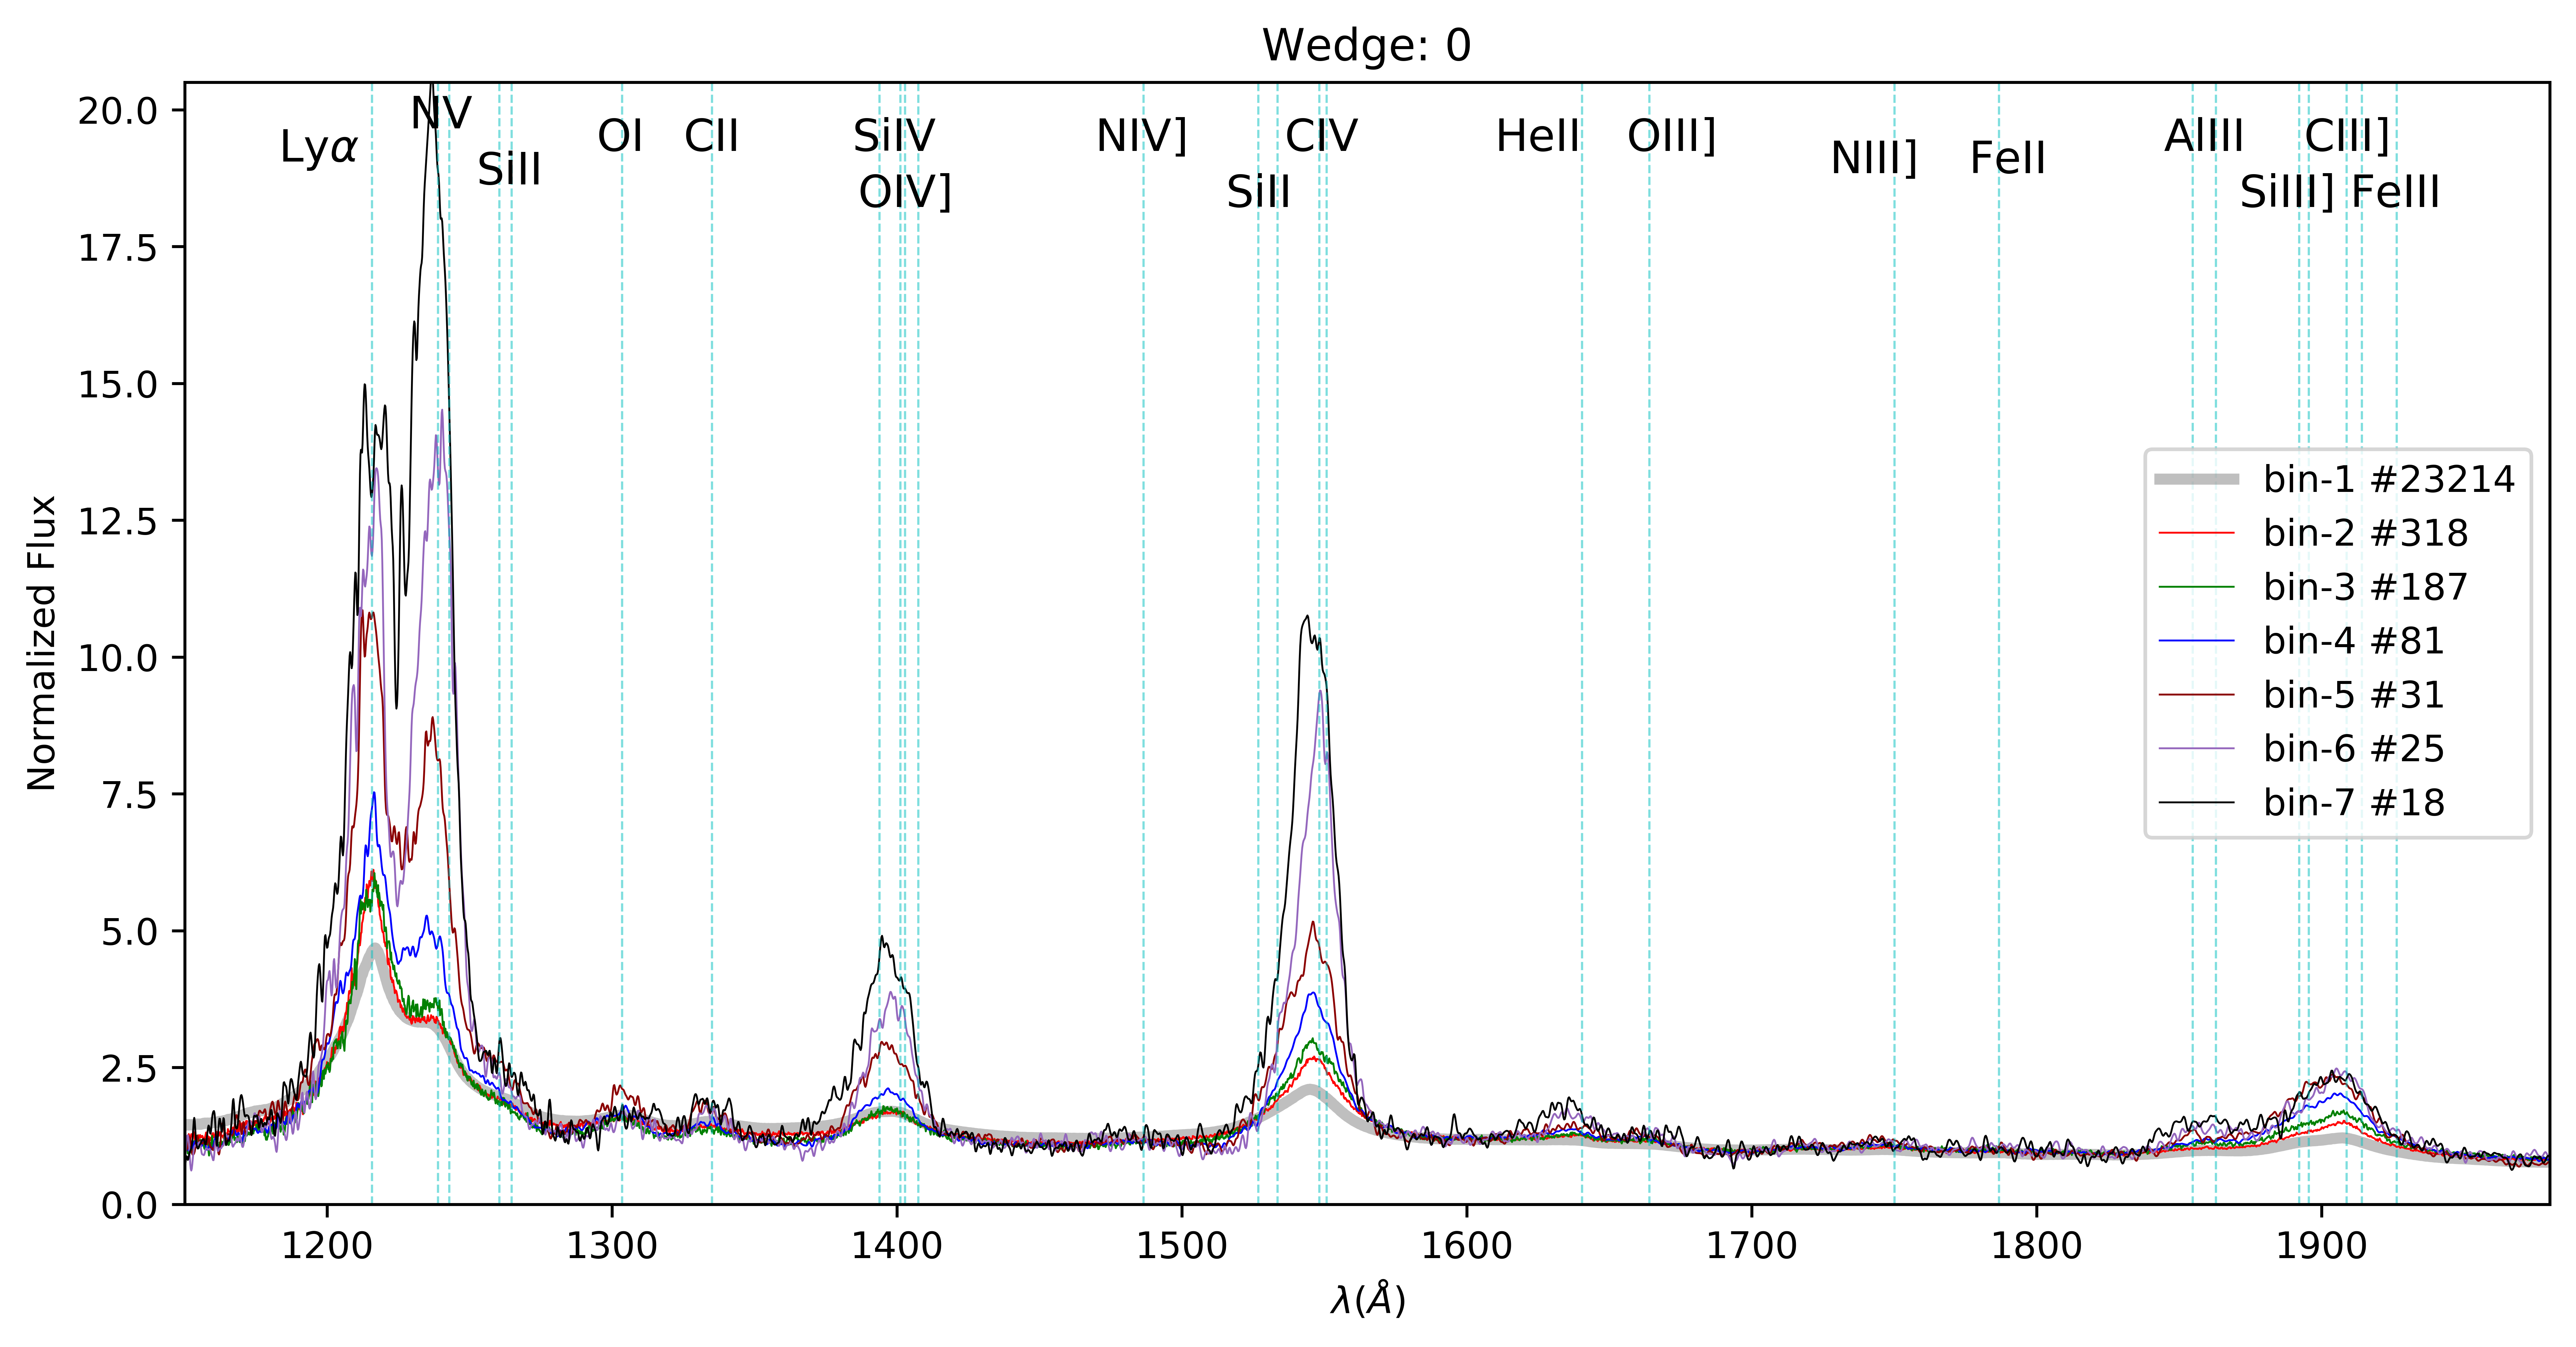 Wedge: 0
NV
Lyα
SiII
OI
CII
SiIV
OIV]
NIV]
CIV
SiII
HeII
OIII]
NIII]
FeII
AlIII
CIII]
SiIII]
FeIII
20.0
17.5
15.0
12.5
10.0
7.5
5.0
2.5
0.0
Normalized Flux
bin-1 #23214
bin-2 #318
bin-3 #187
bin-4 #81
bin-5 #31
bin-6 #25
bin-7 #18
1200 1300 1400 1500 1600 1700 1800 1900
λ(Å)